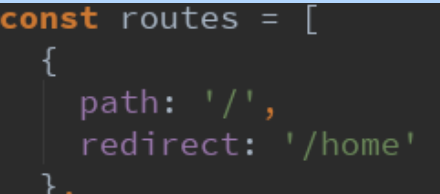 const routes = [
{
path: '/',
redirect: '/home'
},